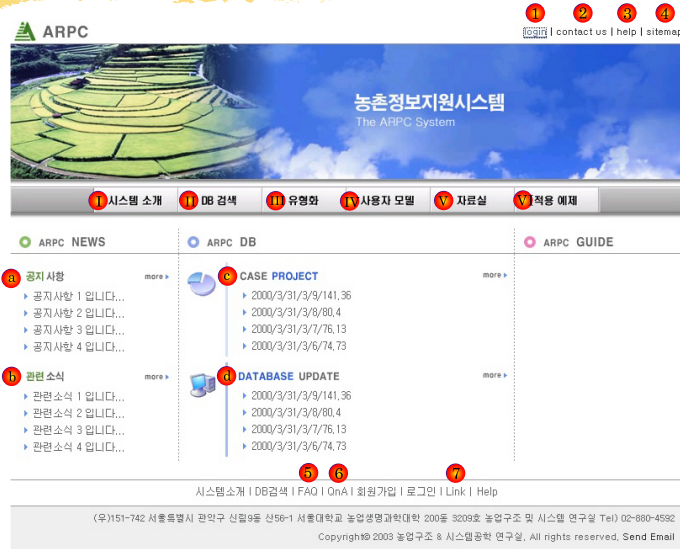 1 2 3 4
ARPC
login | contact us | help | sitemap
농촌정보지원시스템
The ARPC System
I 시스템 소개 II DB 검색 III 유형화 IV 사용자 모델 V 자료실 VI 적용 예제
ARPC NEWS
ARPC DB
ARPC GUIDE
a 공지 사항 more
공지사항 1 입니다...
공지사항 2 입니다...
공지사항 3 입니다...
공지사항 4 입니다...
b 관련 소식 more
관련소식 1 입니다...
관련소식 2 입니다...
관련소식 3 입니다...
관련소식 4 입니다...
c CASE PROJECT more
2000/3/31/3/9/141,36
2000/3/31/3/8/80,4
2000/3/31/3/7/76,13
2000/3/31/3/6/74,73
d DATABASE UPDATE more
2000/3/31/3/9/141,36
2000/3/31/3/8/80,4
2000/3/31/3/7/76,13
2000/3/31/3/6/74,73
5 6 7
시스템소개 | DB검색 | FAQ | QnA | 회원가입 | 로그인 | Link | Help
(우)151-742 서울특별시 관악구 신림9동 산56-1 서울대학교 농업생명과학대학 200동 3209호 농업구조 및 시스템 연구실 Tel) 02-880-4592
Copyright© 2003 농업구조 & 시스템공학 연구실, All rights reserved, Send Email